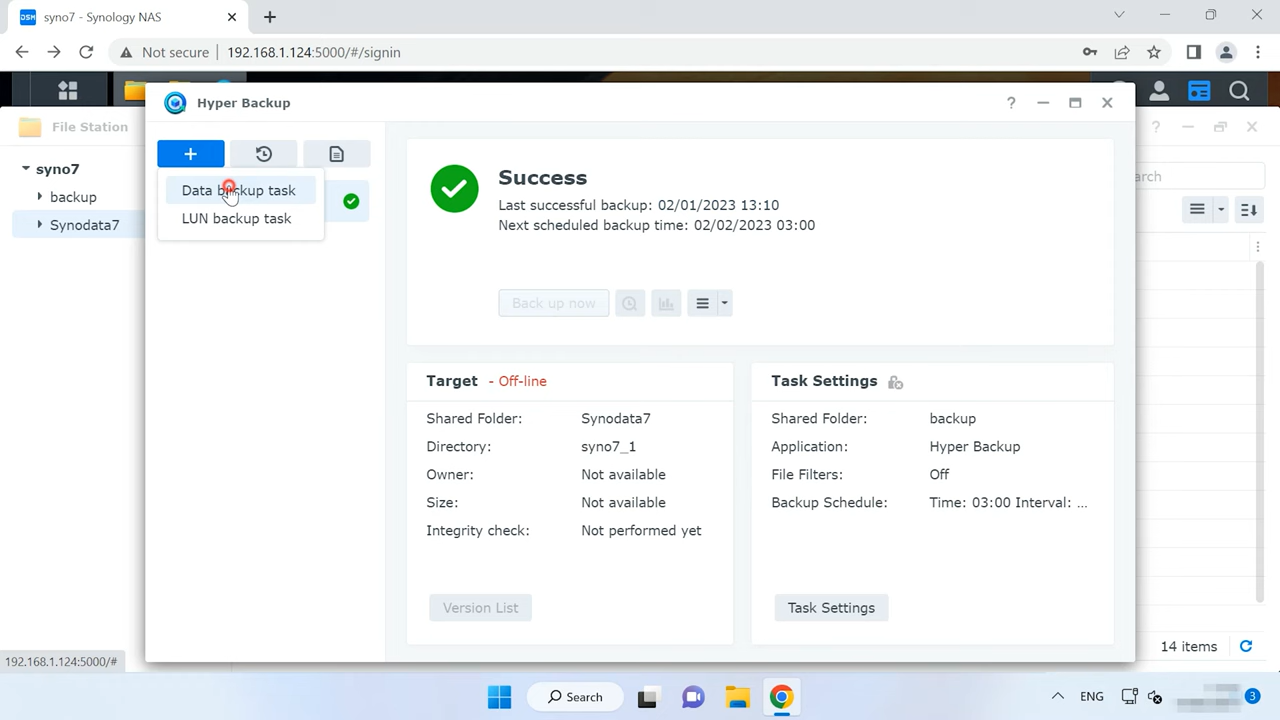 syno7 - Synology NAS
Not secure 192.168.1.124:5000/#/signin
Hyper Backup
File Station
syno7
backup
Synodata7
Data backup task
LUN backup task
Success
Last successful backup: 02/01/2023 13:10
Next scheduled backup time: 02/02/2023 03:00
Back up now
Target - Off-line
Shared Folder: Synodata7
Directory: syno7_1
Owner: Not available
Size: Not available
Integrity check: Not performed yet
Version List
Task Settings
Shared Folder: backup
Application: Hyper Backup
File Filters: Off
Backup Schedule: Time: 03:00 Interval: ...
Task Settings
14 items
192.168.1.124:5000/#
Search
ENG
3